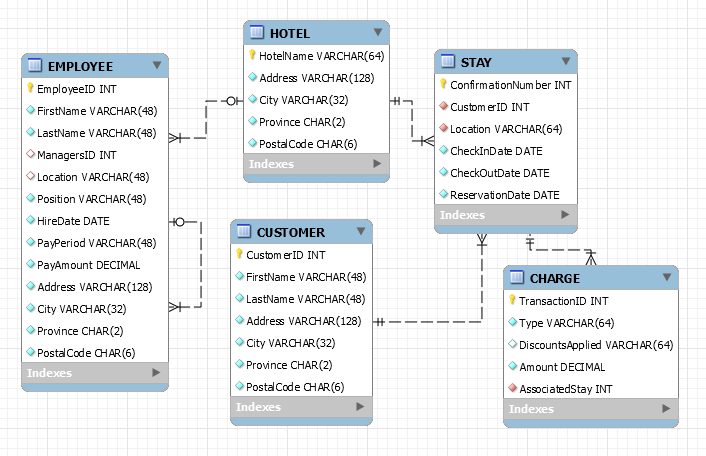 EMPLOYEE
EmployeeID INT
FirstName VARCHAR(48)
LastName VARCHAR(48)
ManagersID INT
Location VARCHAR(48)
Position VARCHAR(48)
HireDate DATE
PayPeriod VARCHAR(48)
PayAmount DECIMAL
Address VARCHAR(128)
City VARCHAR(32)
Province CHAR(2)
PostalCode CHAR(6)
Indexes
HOTEL
HotelName VARCHAR(64)
Address VARCHAR(128)
City VARCHAR(32)
Province CHAR(2)
PostalCode CHAR(6)
Indexes
STAY
ConfirmationNumber INT
CustomerID INT
Location VARCHAR(64)
CheckInDate DATE
CheckOutDate DATE
ReservationDate DATE
Indexes
CUSTOMER
CustomerID INT
FirstName VARCHAR(48)
LastName VARCHAR(48)
Address VARCHAR(128)
City VARCHAR(32)
Province CHAR(2)
PostalCode CHAR(6)
Indexes
CHARGE
TransactionID INT
Type VARCHAR(64)
DiscountsApplied VARCHAR(64)
Amount DECIMAL
AssociatedStay INT
Indexes